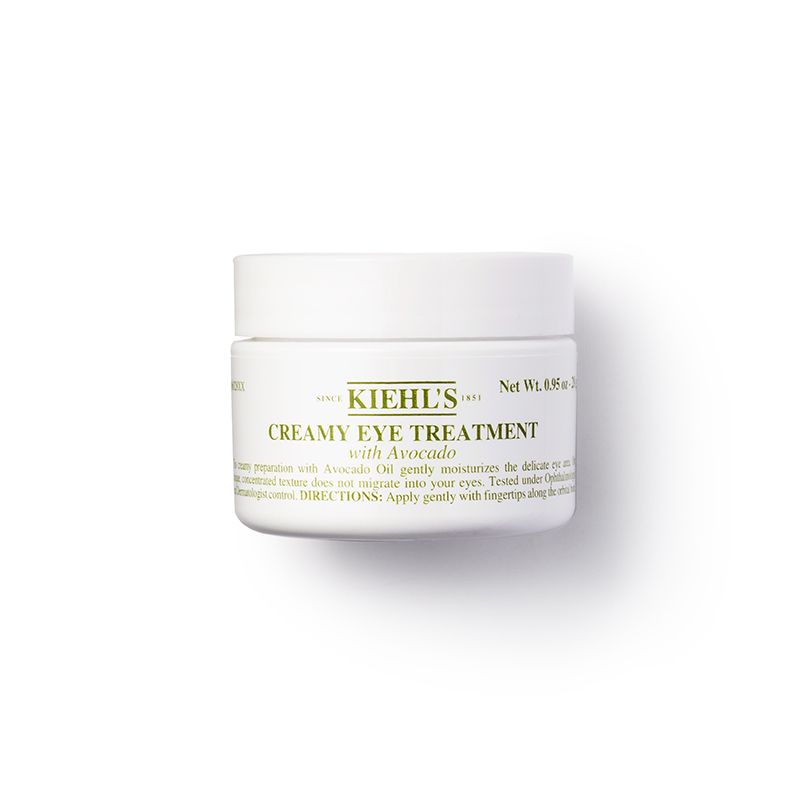 Net Wt. 0.95 oz -
SINCE KIEHL'S 1851
CREAMY EYE TREATMENT
with Avocado
creamy preparation with Avocado Oil gently moisturizes the delicate eye area.
concentrated texture does not migrate into your eyes. Tested under
Dermatologist control. DIRECTIONS: Apply gently with fingertips along the